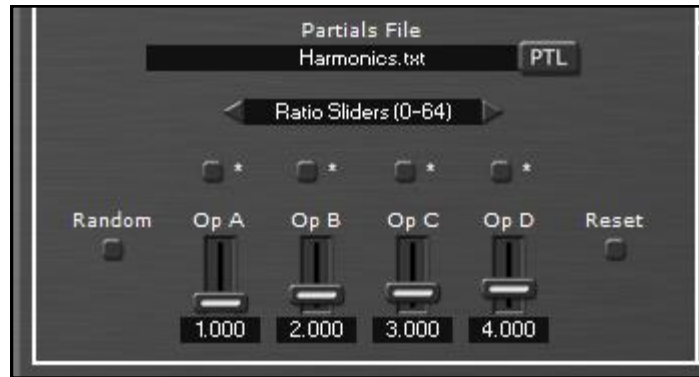 Partials File
Harmonics.txt PTL
Ratio Sliders (0-64)
* * * *
Random Op A Op B Op C Op D Reset
1.000 2.000 3.000 4.000